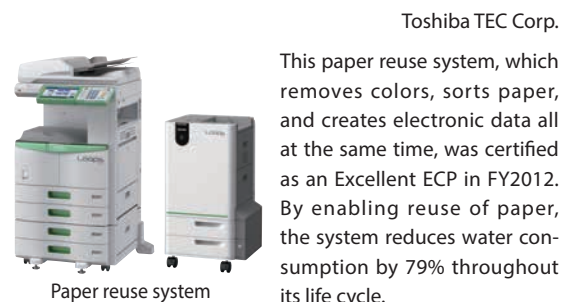 Toshiba TEC Corp.
This paper reuse system, which
removes colors, sorts paper,
and creates electronic data all
at the same time, was certified
as an Excellent ECP in FY2012.
By enabling reuse of paper,
the system reduces water con-
sumption by 79% throughout
its life cycle.
Loops
Loops
Paper reuse system